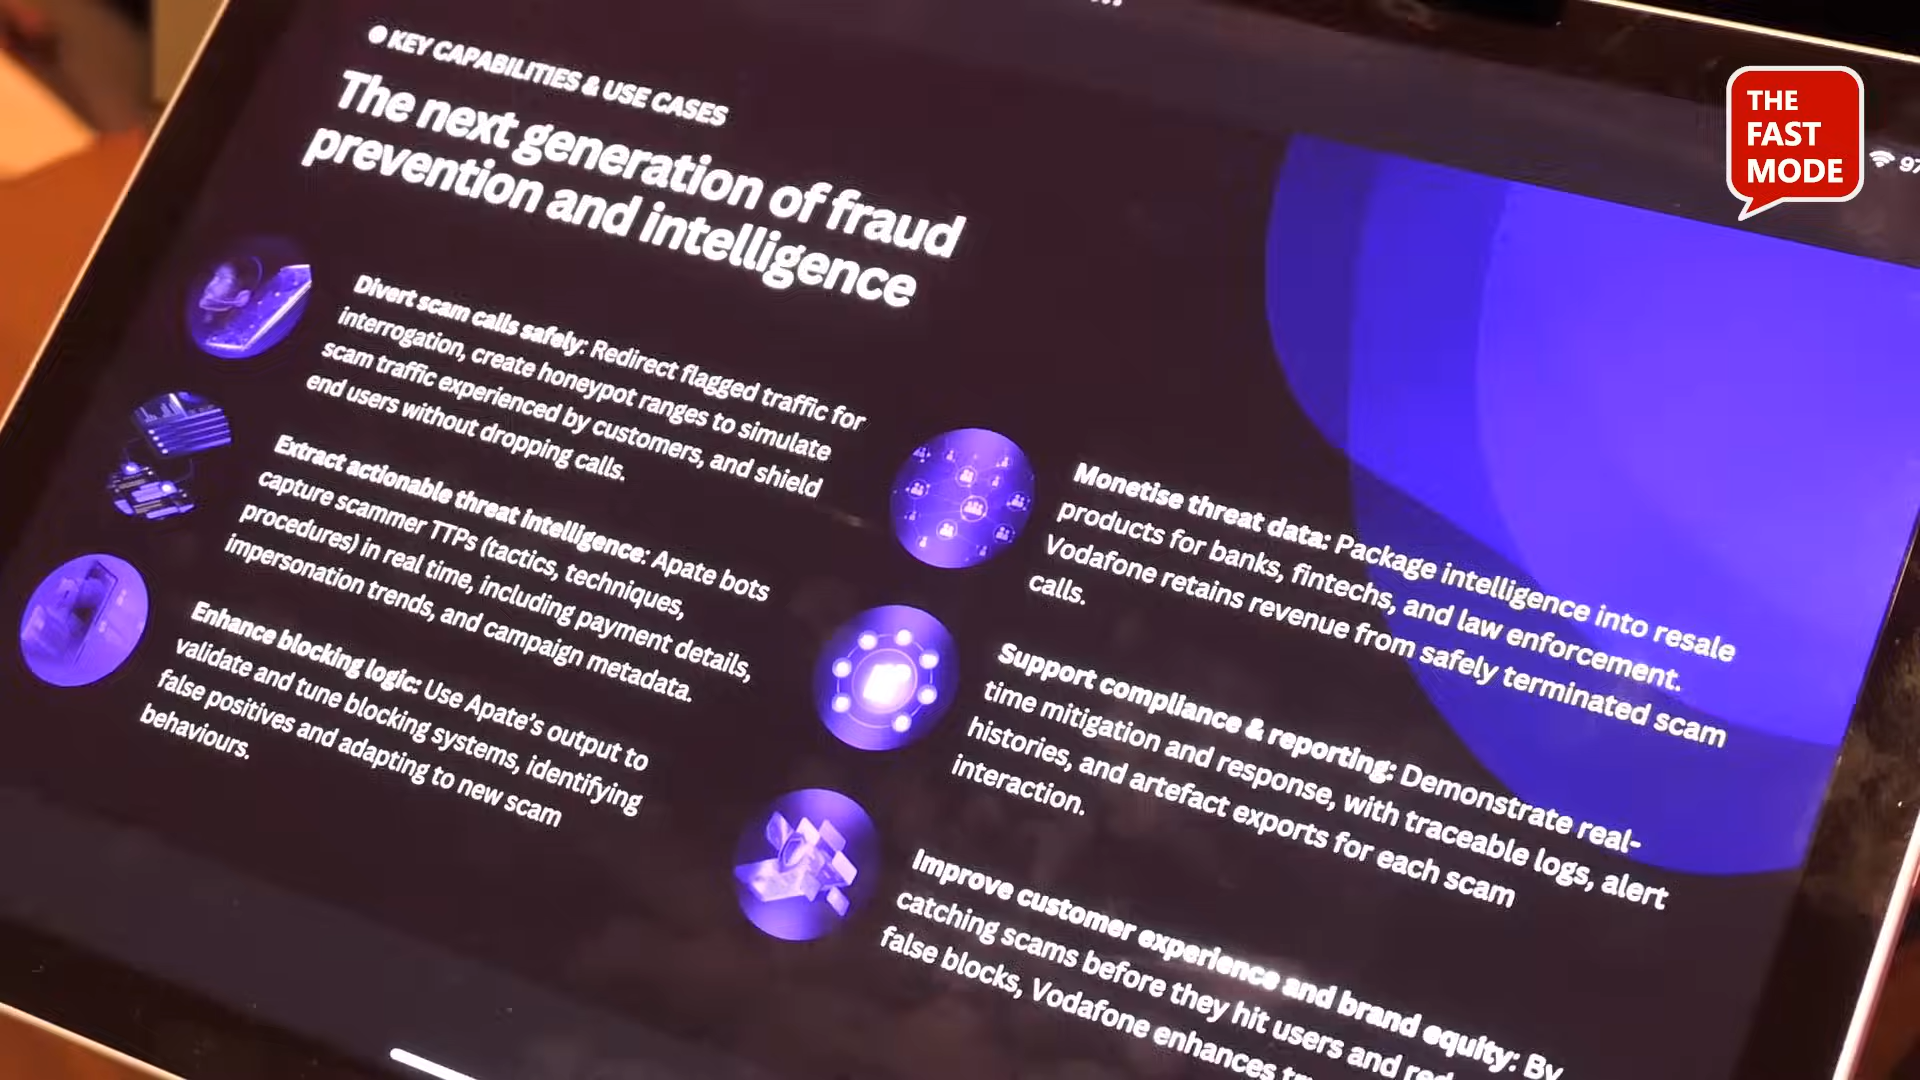 KEY CAPABILITIES & USE CASES
The next generation of fraud
prevention and intelligence
Divert scam calls safely: Redirect flagged traffic for
interrogation, create honeypot ranges to simulate
scam traffic experienced by customers, and shield
end users without dropping calls.
Extract actionable threat intelligence: Apate bots
capture scammer TTPs (tactics, techniques,
procedures) in real time, including payment details,
impersonation trends, and campaign metadata.
Enhance blocking logic: Use Apate's output to
validate and tune blocking systems, identifying
false positives and adapting to new scam
behaviours.
Monetise threat data: Package intelligence into resale
products for banks, fintechs, and law enforcement.
Vodafone retains revenue from safely terminated scam
calls.
Support compliance & reporting: Demonstrate real-
time mitigation and response, with traceable logs, alert
histories, and artefact exports for each scam
interaction.
Improve customer experience and brand equity: By
catching scams before they hit users and
false blocks, Vodafone enhances
THE
FAST
MODE
97